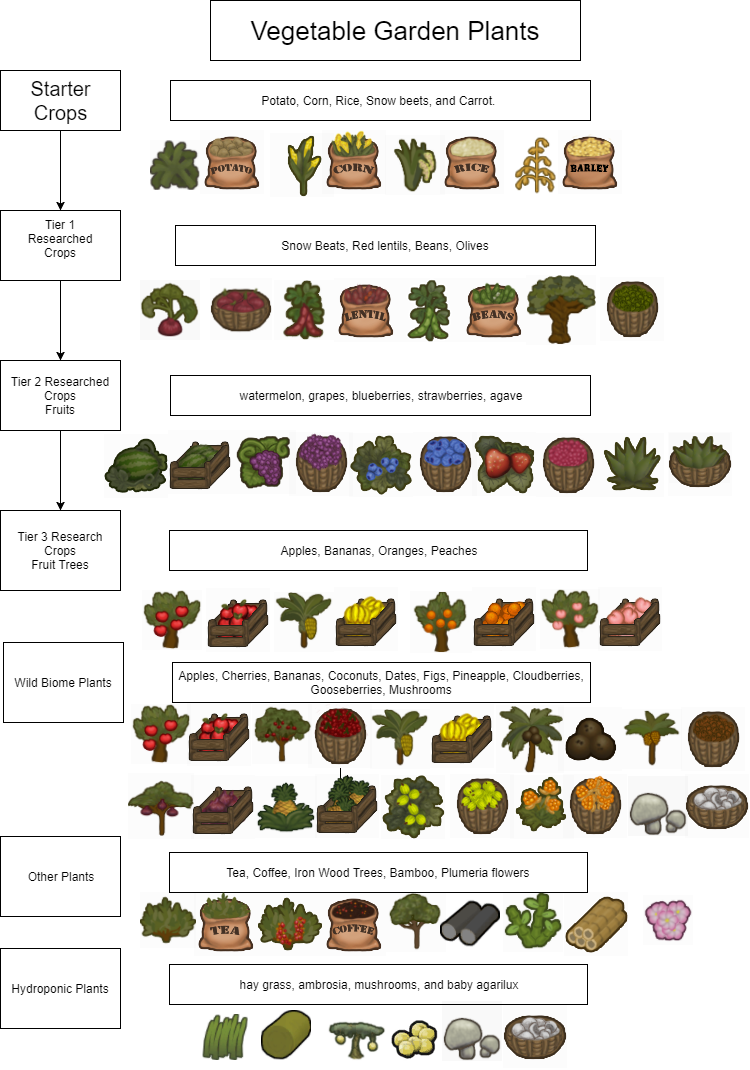 Vegetable Garden Plants
Starter
Crops
Potato, Corn, Rice, Snow beets, and Carrot.
POTATO
CORN
RICE
BARLEY
Tier 1
Researched
Crops
Snow Beats, Red lentils, Beans, Olives
LENTIL
BEANS
Tier 2 Researched
Crops
Fruits
watermelon, grapes, blueberries, strawberries, agave
Tier 3 Research
Crops
Fruit Trees
Apples, Bananas, Oranges, Peaches
Wild Biome Plants
Apples, Cherries, Bananas, Coconuts, Dates, Figs, Pineapple, Cloudberries,
Gooseberries, Mushrooms
Other Plants
Tea, Coffee, Iron Wood Trees, Bamboo, Plumeria flowers
TEA
COFFEE
Hydroponic Plants
hay grass, ambrosia, mushrooms, and baby agarilux